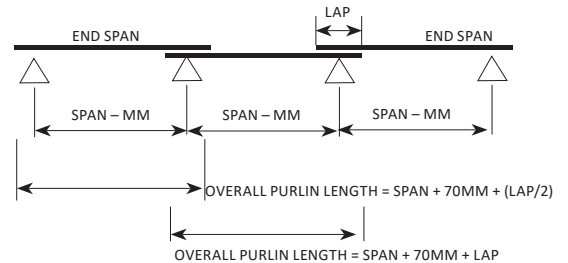 LAP
END SPAN END SPAN
SPAN – MM SPAN – MM SPAN – MM
OVERALL PURLIN LENGTH = SPAN + 70MM + (LAP/2)
OVERALL PURLIN LENGTH = SPAN + 70MM + LAP